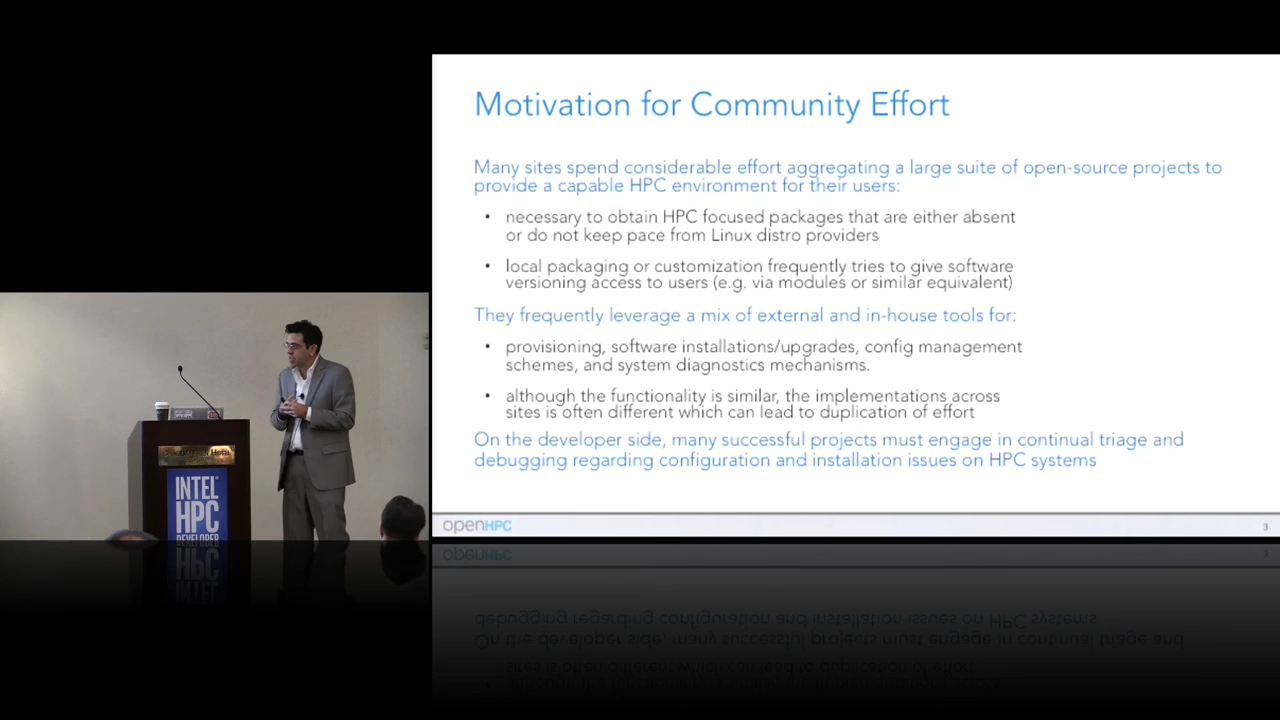 Motivation for Community Effort
Many sites spend considerable effort aggregating a large suite of open-source projects to
provide a capable HPC environment for their users:
• necessary to obtain HPC focused packages that are either absent
or do not keep pace from Linux distro providers
• local packaging or customization frequently tries to give software
versioning access to users (e.g. via modules or similar equivalent)
They frequently leverage a mix of external and in-house tools for:
• provisioning, software installations/upgrades, config management
schemes, and system diagnostics mechanisms.
• although the functionality is similar, the implementations across
sites is often different which can lead to duplication of effort
On the developer side, many successful projects must engage in continual triage and
debugging regarding configuration and installation issues on HPC systems
openHPC
3
INTEL
HPC
DEVELOPER